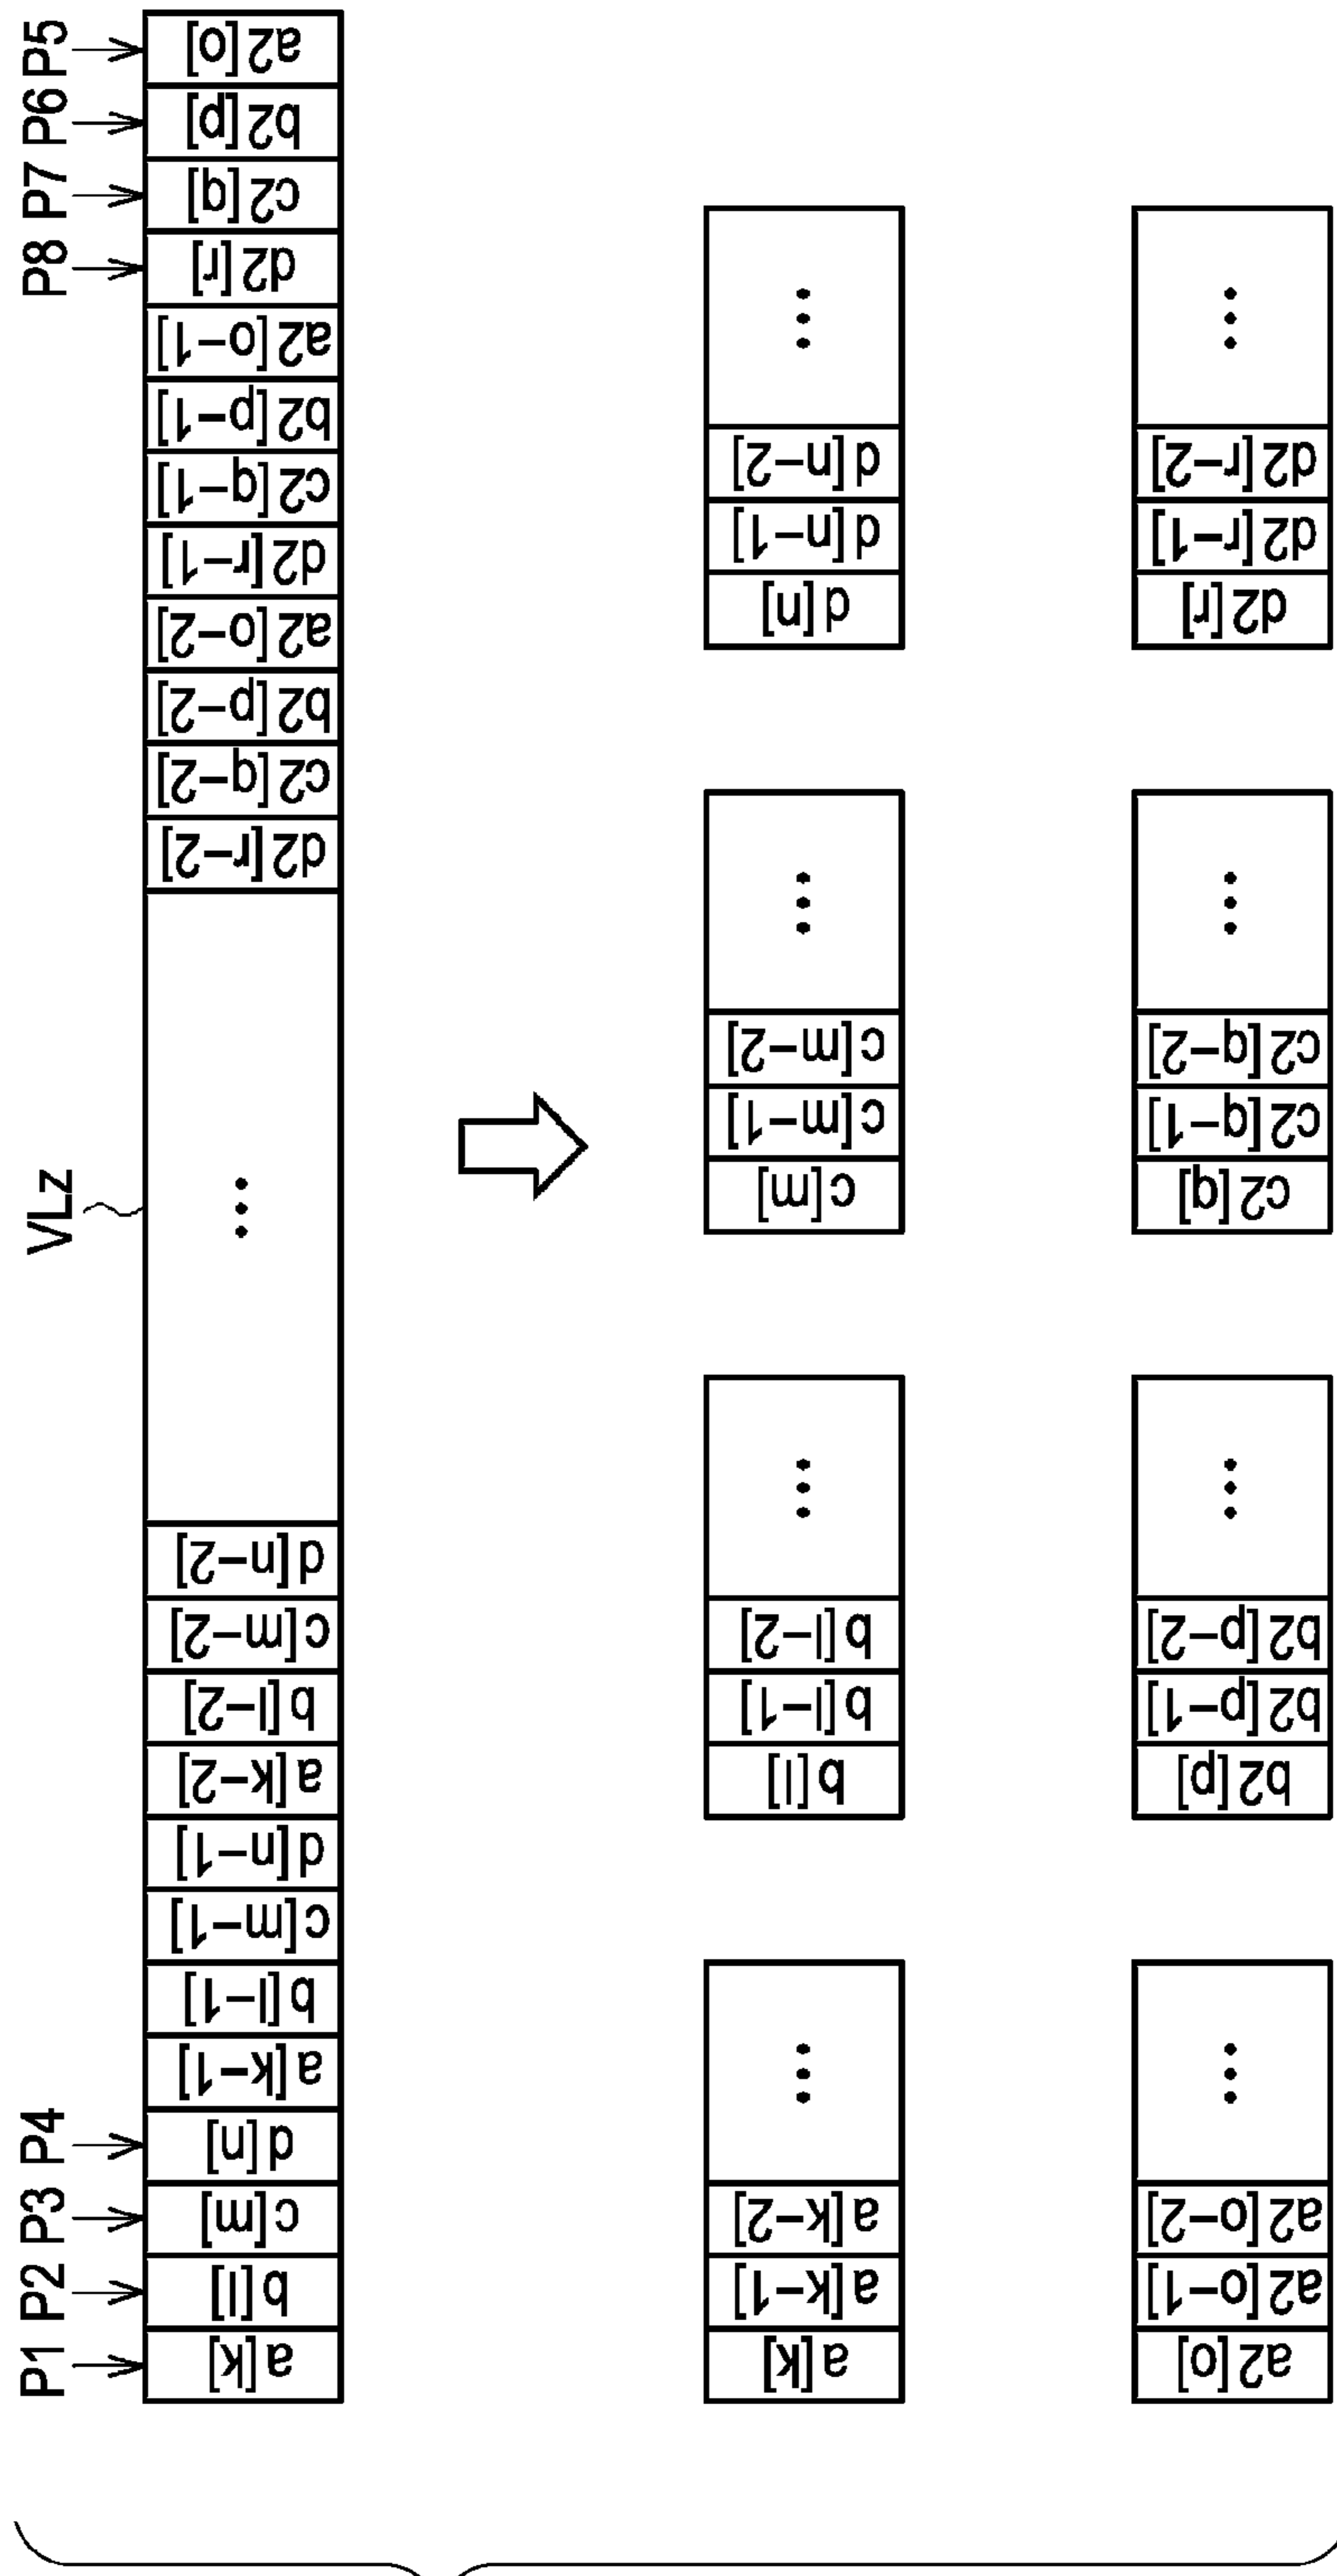 P1 P2 P3 P4 VLz P8 P7 P6 P5
a[k]
b[l]
c[m]
d[n]
a[k-1]
b[l-1]
c[m-1]
d[n-1]
a[k-2]
b[l-2]
c[m-2]
d[n-2]
...
d2[r-2]
c2[q-2]
b2[p-2]
a2[o-2]
d2[r-1]
c2[q-1]
b2[p-1]
a2[o-1]
d2[r]
c2[q]
b2[p]
a2[o]
a[k]
a[k-1]
a[k-2]
...
b[l]
b[l-1]
b[l-2]
...
c[m]
c[m-1]
c[m-2]
...
d[n]
d[n-1]
d[n-2]
...
a2[o]
a2[o-1]
a2[o-2]
...
b2[p]
b2[p-1]
b2[p-2]
...
c2[q]
c2[q-1]
c2[q-2]
...
d2[r]
d2[r-1]
d2[r-2]
...